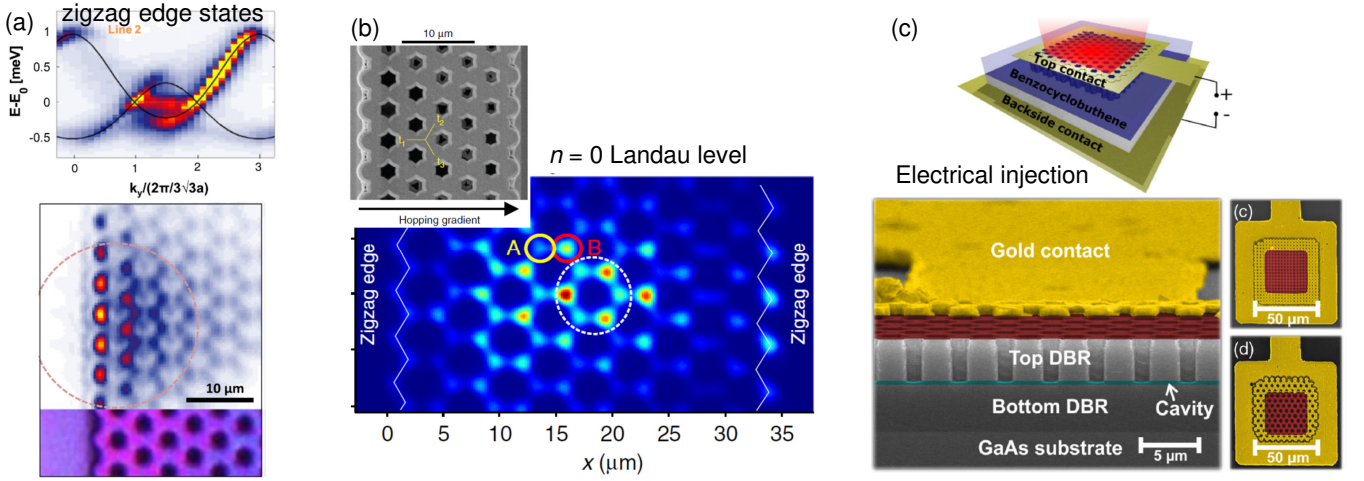 (a)
zigzag edge states
Line 2
E-E0 [meV]
1
0.5
0
-0.5
0
1
2
3
ky/(2π/3√3a)
10 µm
(b)
10 µm
t1
t2
t3
Hopping gradient
n = 0 Landau level
A
B
Zigzag edge
Zigzag edge
0
5
10
15
20
25
30
35
x (µm)
(c)
Top contact
Benzocyclobuthene
Backside contact
+
-
Electrical injection
Gold contact
Top DBR
Bottom DBR
Cavity
GaAs substrate
5 µm
(c)
50 µm
(d)
50 µm